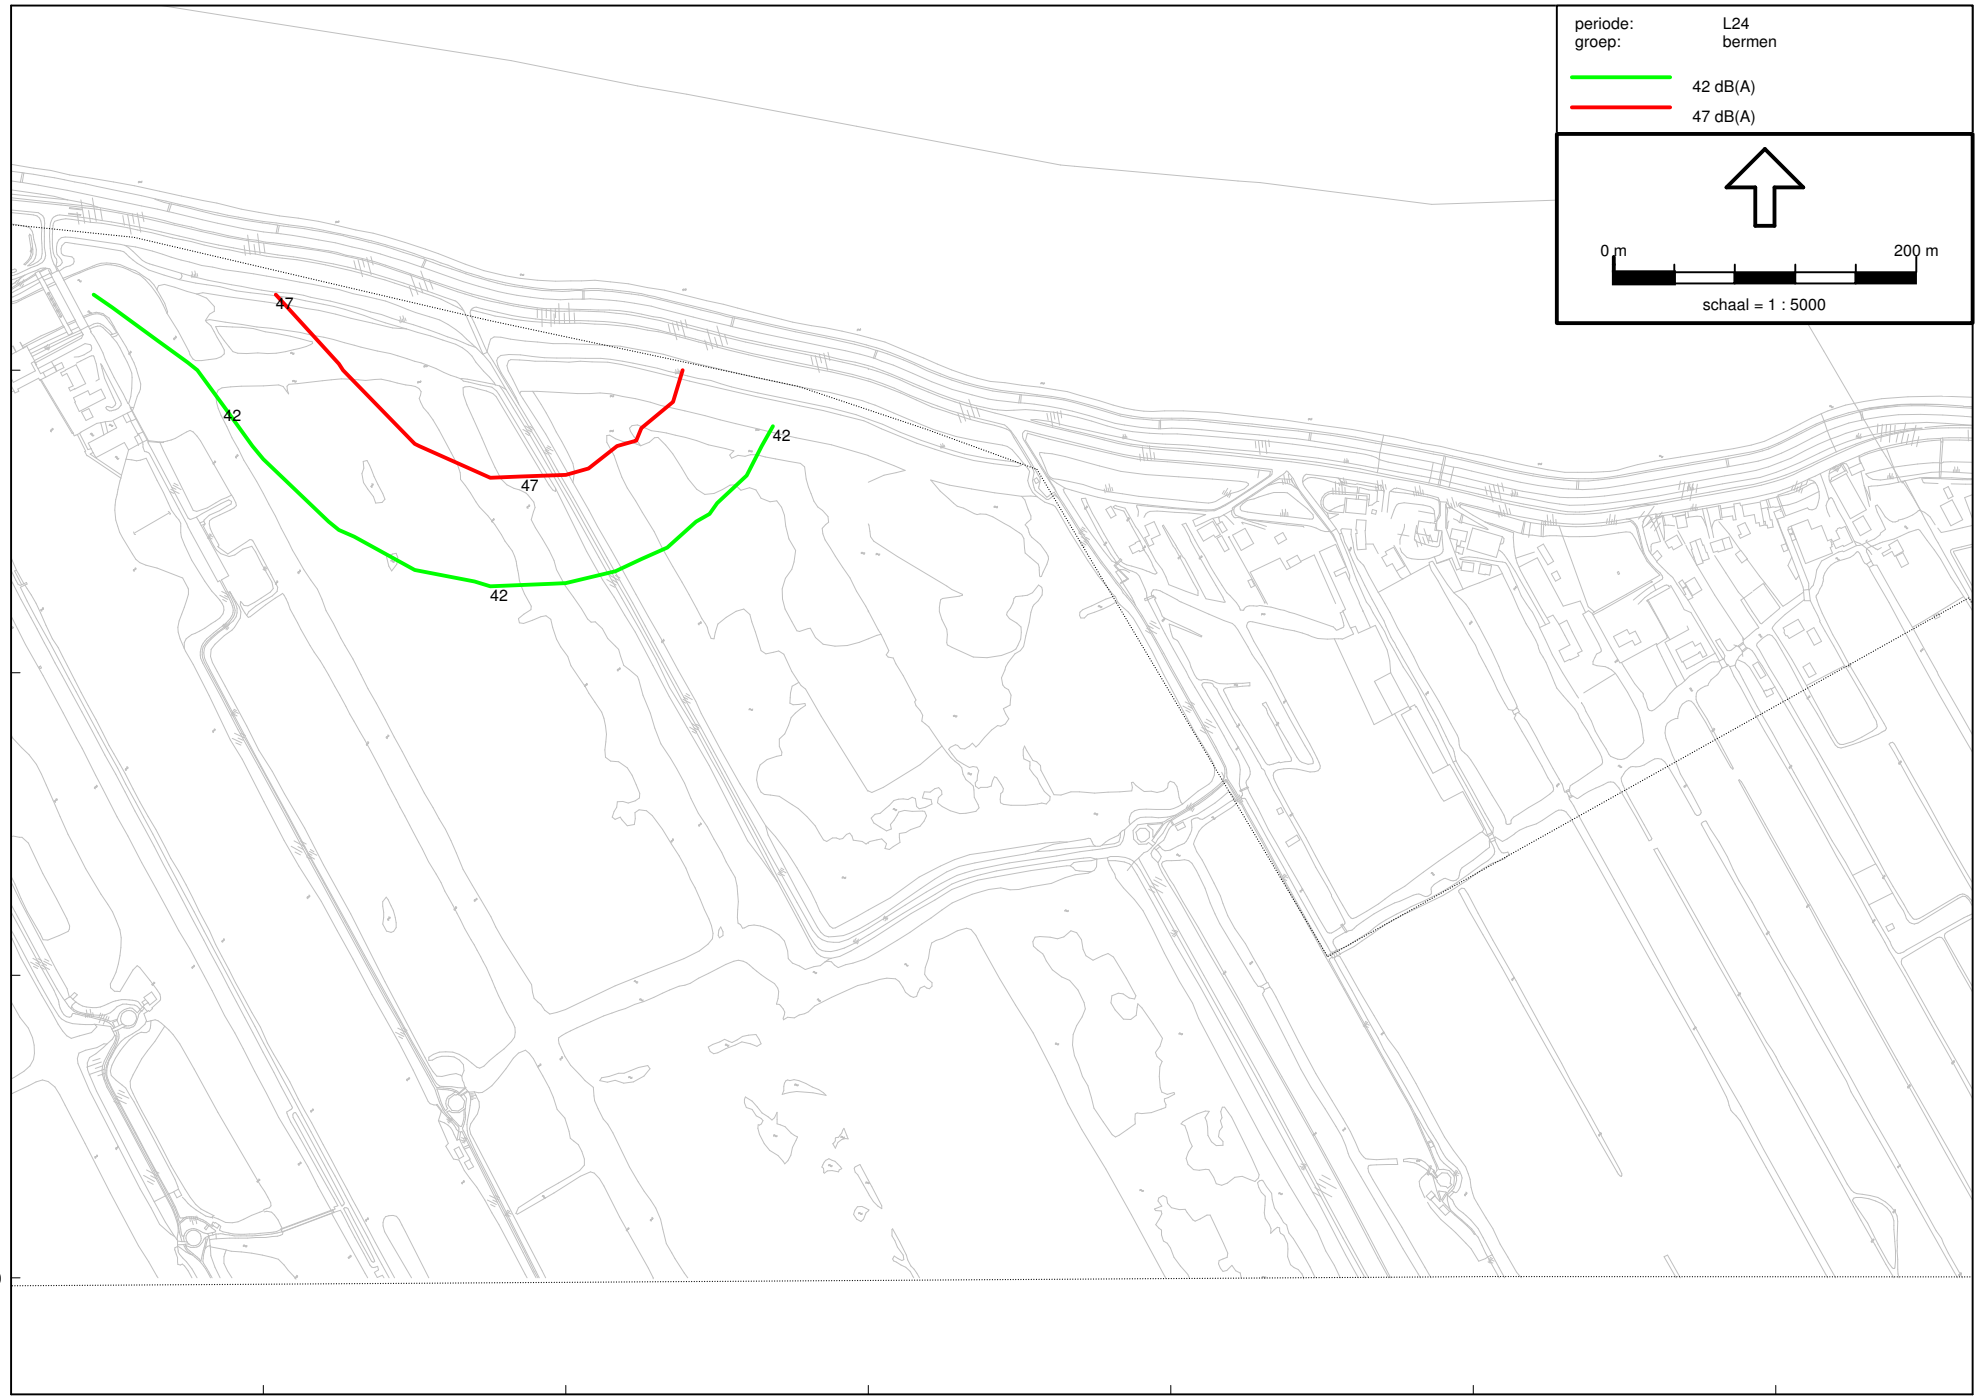 periode: L24
groep: bermen
42 dB(A)
47 dB(A)
0 m 200 m
schaal = 1 : 5000
47
42
42
47
42